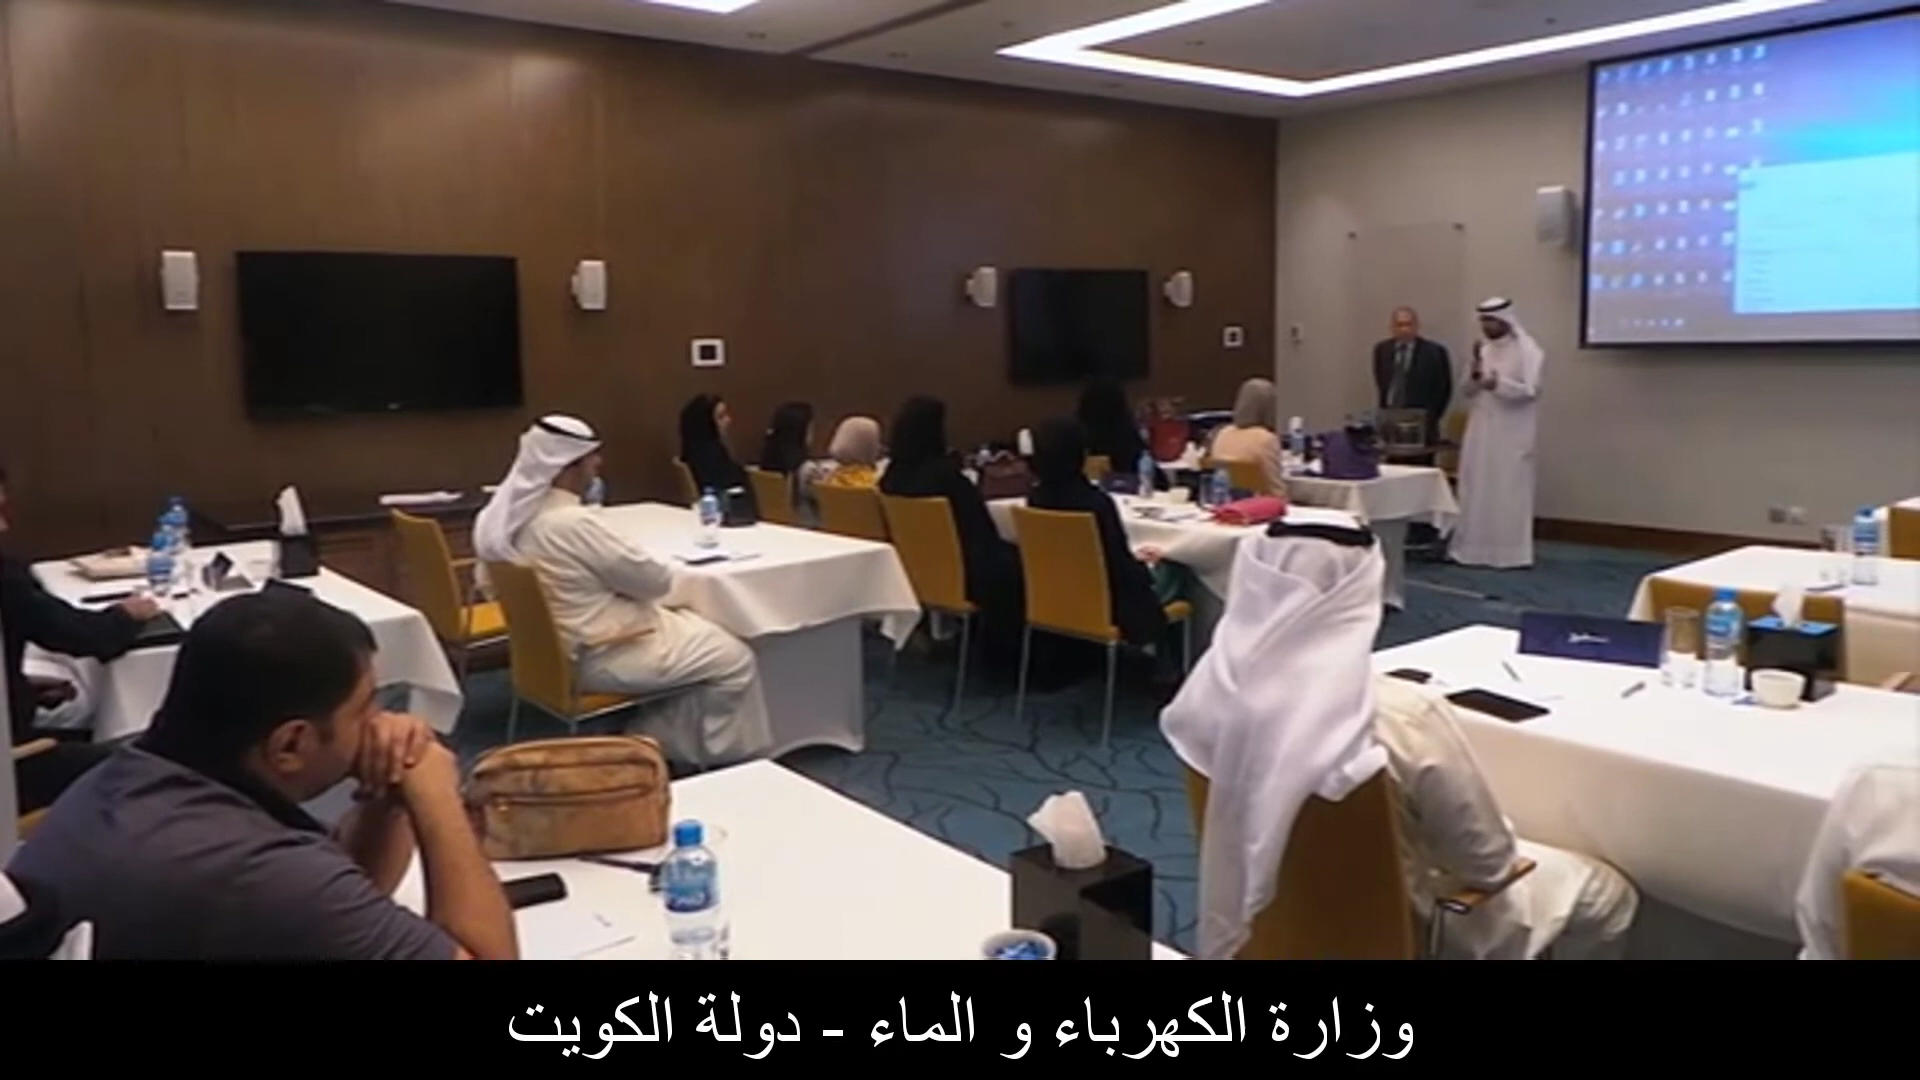 وزارة الكهرباء و الماء - دولة الكويت